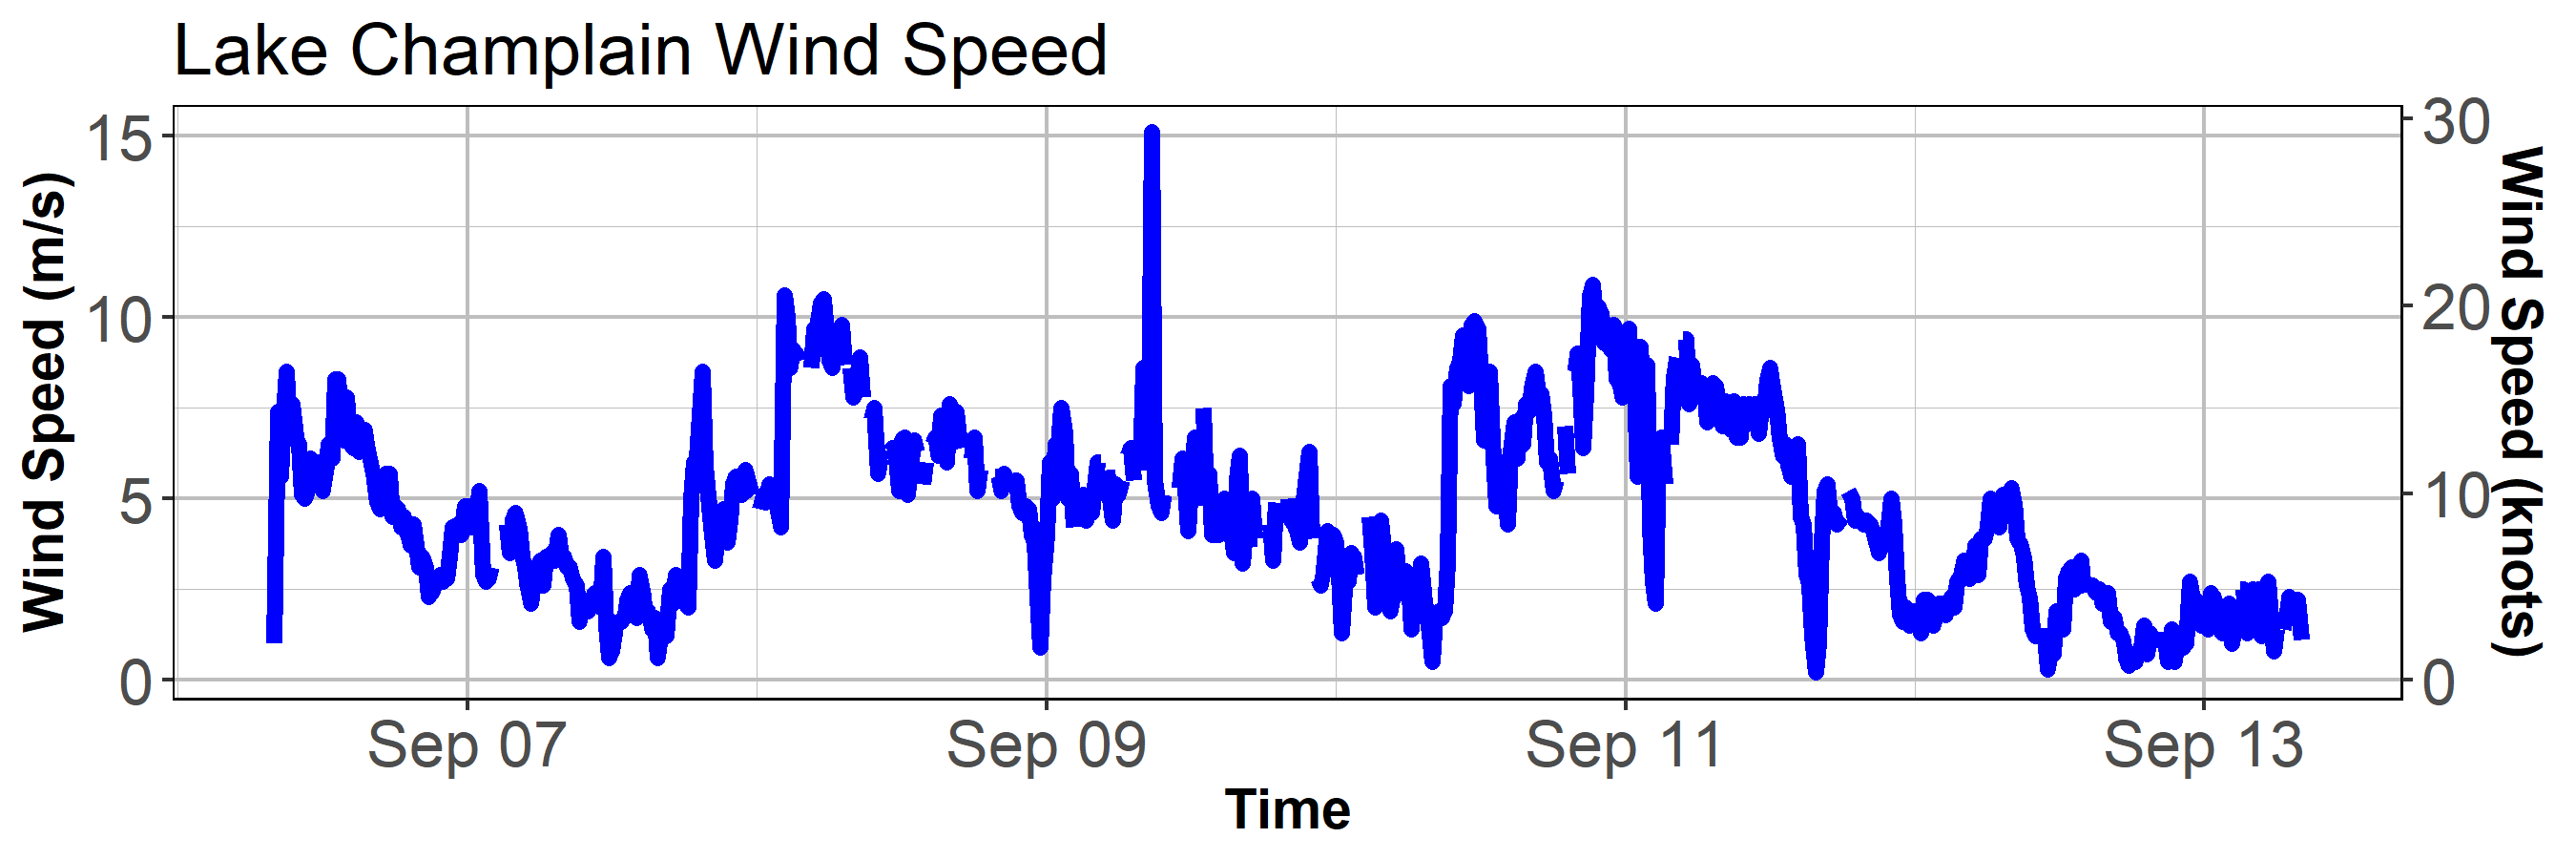 Lake Champlain Wind Speed
Wind Speed (m/s)
15
10
5
0
30
20
10
0
Wind Speed (knots)
Sep 07
Sep 09
Sep 11
Sep 13
Time